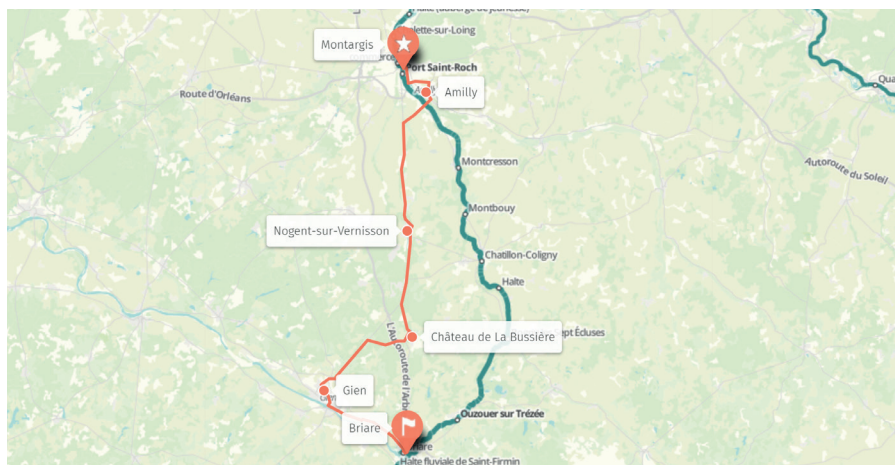 Montargis
Port Saint-Roch
Amilly
Route d'Orléans
Autoroute du Soleil
Montcresson
Montbouy
Nogent-sur-Vernisson
Chatillon-Coligny
Halte
Château de La Bussière
Gien
Briare
Ouzouer sur Trézée
Halte fluviale de Saint-Firmin